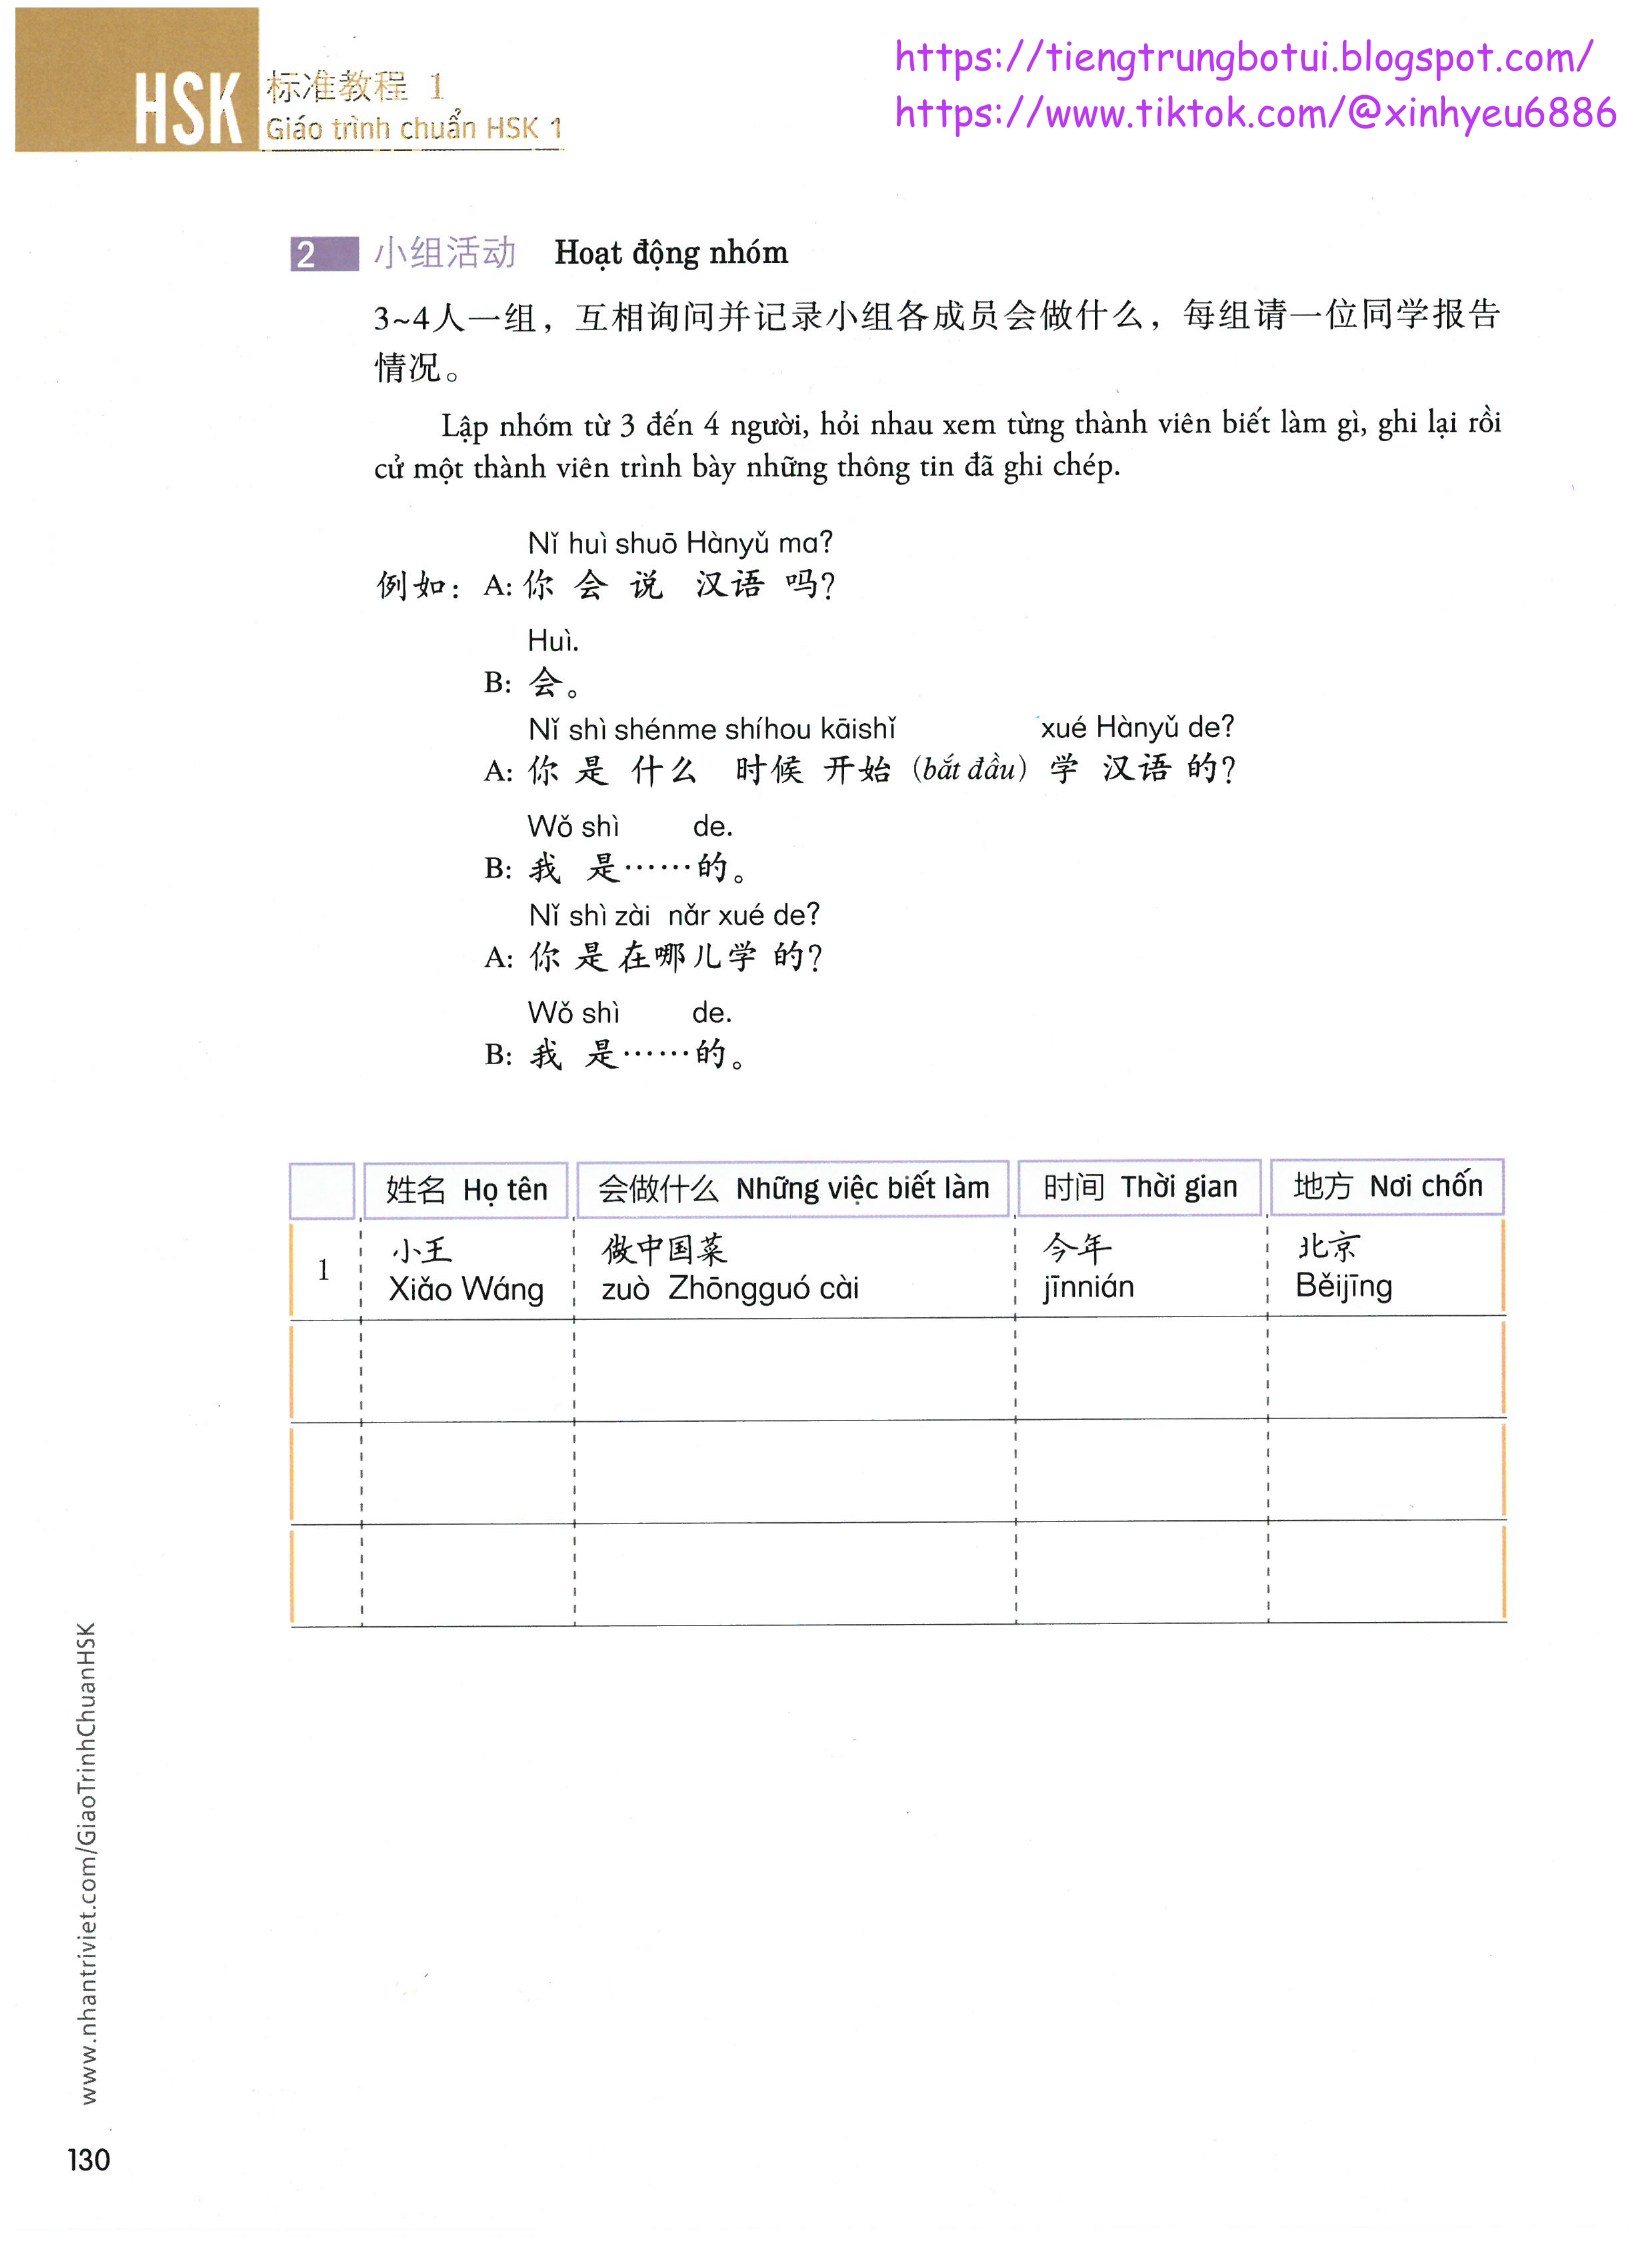 https://tiengtrungbotui.blogspot.com/
https://www.tiktok.com/@xinhyeu6886
HSK 标准教程 1
Giáo trình chuẩn HSK 1
2 小组活动 Hoạt động nhóm
3~4人一组，互相询问并记录小组各成员会做什么，每组请一位同学报告
情况。
Lập nhóm từ 3 đến 4 người, hỏi nhau xem từng thành viên biết làm gì, ghi lại rồi
cử một thành viên trình bày những thông tin đã ghi chép.
Nǐ huì shuō Hànyǔ ma?
例如：A: 你 会 说 汉语 吗？
Huì.
B: 会。
Nǐ shì shénme shíhou kāishǐ xué Hànyǔ de?
A: 你 是 什么 时候 开始 (bắt đầu) 学 汉语 的？
Wǒ shì de.
B: 我 是……的。
Nǐ shì zài nǎr xué de?
A: 你 是 在 哪儿 学 的？
Wǒ shì de.
B: 我 是……的。
姓名 Họ tên 会做什么 Những việc biết làm 时间 Thời gian 地方 Nơi chốn
1 小王 做中国菜 今年 北京
Xiǎo Wáng zuò Zhōngguó cài jīnnián Běijīng
www.nhantriviet.com/GiaoTrinhChuanHSK
130